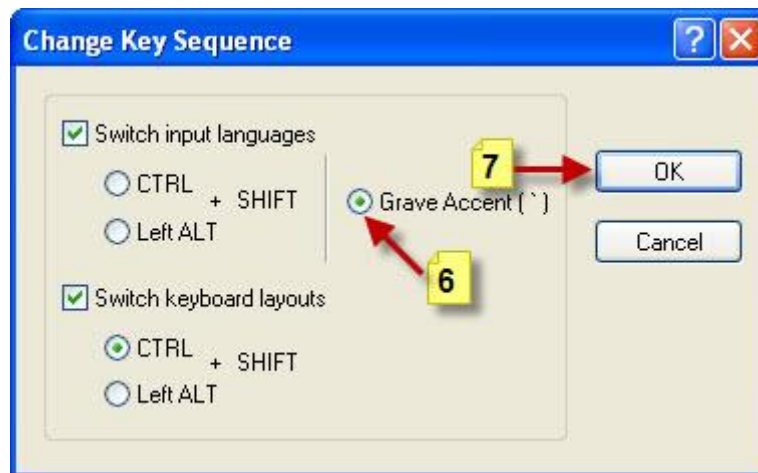 Change Key Sequence
Switch input languages
CTRL
+ SHIFT
Left ALT
Grave Accent ( ` )
7
OK
6
Cancel
Switch keyboard layouts
CTRL
+ SHIFT
Left ALT